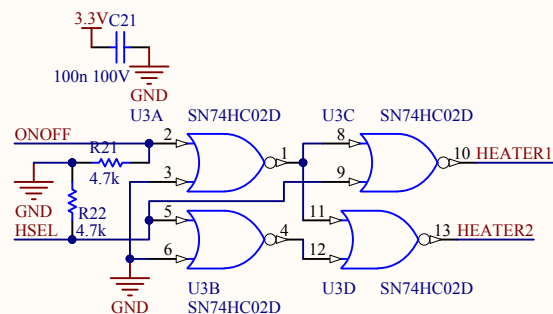 3.3V C21
100n 100V
GND
U3A SN74HC02D U3C SN74HC02D
ONOFF 2 8
R21 1 10 HEATER1
4.7k 3 9
GND R22 5 11
HSEL 4.7k 4 13 HEATER2
6 12
GND U3B U3D SN74HC02D
SN74HC02D